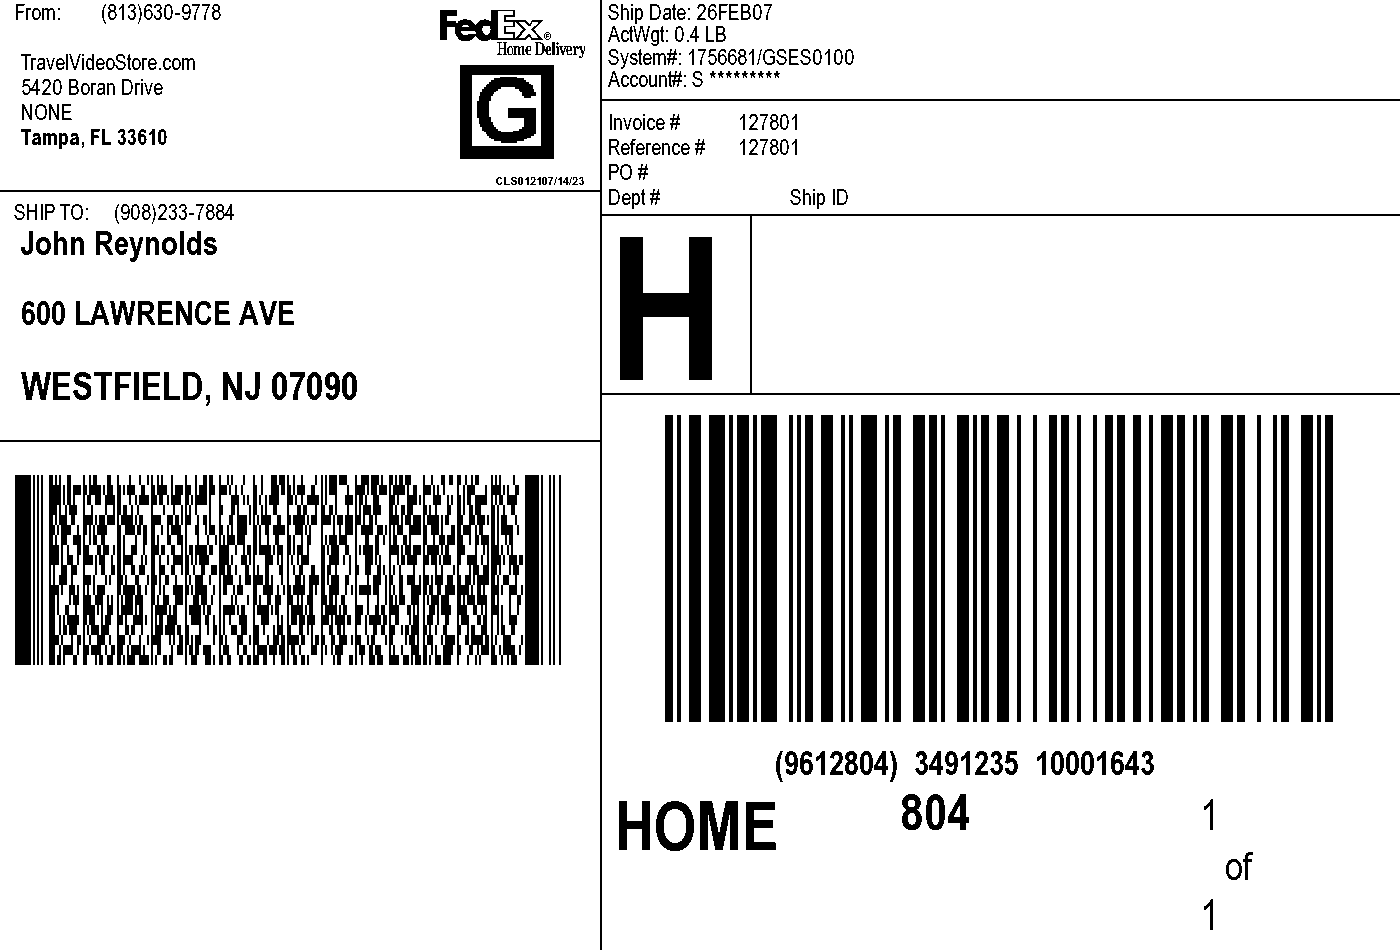 From: (813)630-9778
TravelVideoStore.com
5420 Boran Drive
NONE
Tampa, FL 33610
FedEx®
Home Delivery
G
CLS012107/14/23
SHIP TO: (908)233-7884
John Reynolds
600 LAWRENCE AVE
WESTFIELD, NJ 07090
Ship Date: 26FEB07
ActWgt: 0.4 LB
System#: 1756681/GSES0100
Account#: S *********
Invoice # 127801
Reference # 127801
PO #
Dept # Ship ID
H
(9612804) 3491235 10001643
HOME 804 1
of
1